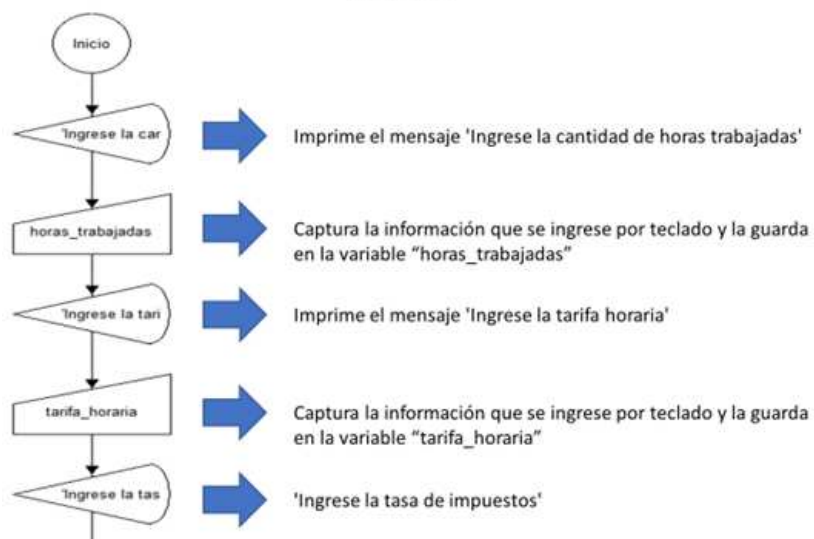 Inicio
'Ingrese la car
Imprime el mensaje 'Ingrese la cantidad de horas trabajadas'
horas_trabajadas
Captura la información que se ingrese por teclado y la guarda
en la variable "horas_trabajadas"
'Ingrese la tari
Imprime el mensaje 'Ingrese la tarifa horaria'
tarifa_horaria
Captura la información que se ingrese por teclado y la guarda
en la variable "tarifa_horaria"
'Ingrese la tas
'Ingrese la tasa de impuestos'